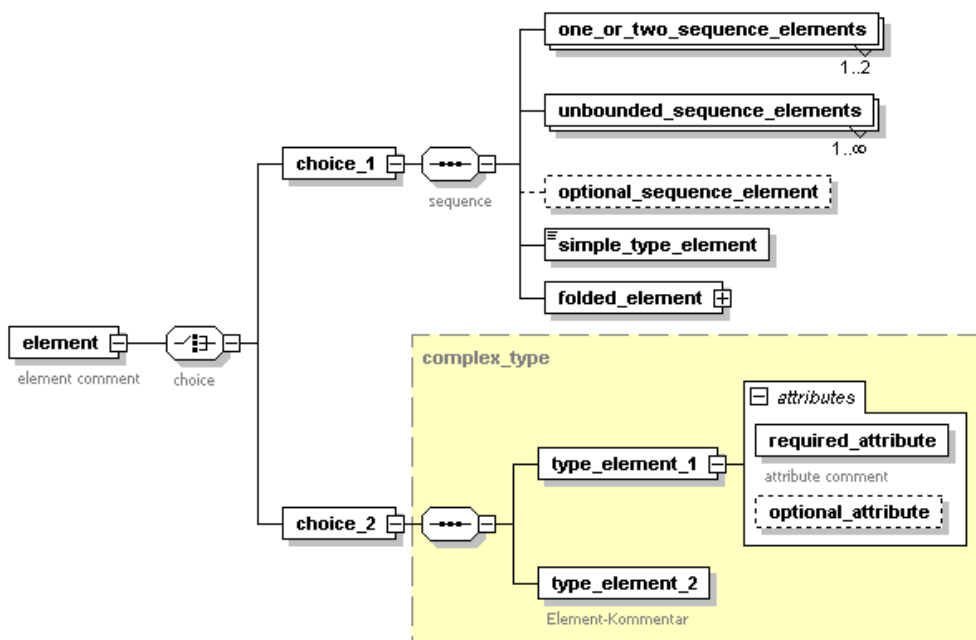 one_or_two_sequence_elements
1..2
unbounded_sequence_elements
1..∞
choice_1
sequence
optional_sequence_element
simple_type_element
folded_element
element
element comment
choice
complex_type
attributes
required_attribute
attribute comment
optional_attribute
type_element_1
choice_2
type_element_2
Element-Kommentar